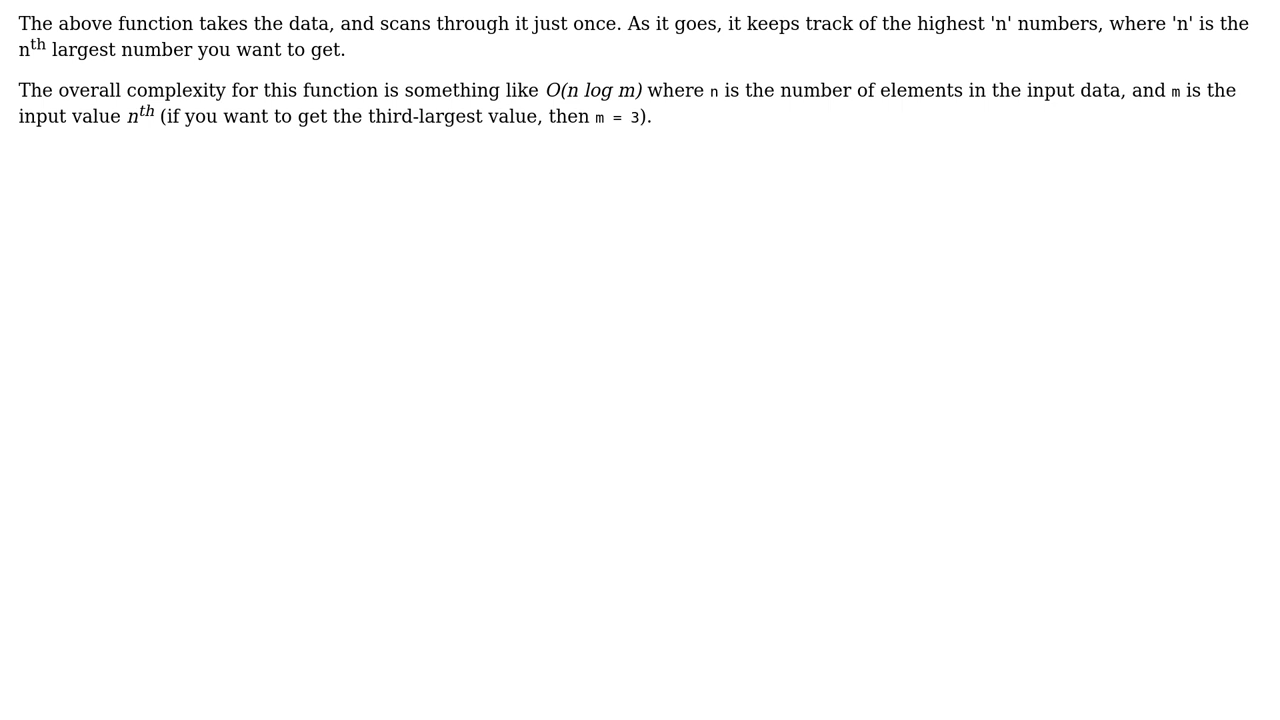 The above function takes the data, and scans through it just once. As it goes, it keeps track of the highest 'n' numbers, where 'n' is the
nth largest number you want to get.
The overall complexity for this function is something like O(n log m) where n is the number of elements in the input data, and m is the
input value nth (if you want to get the third-largest value, then m = 3).